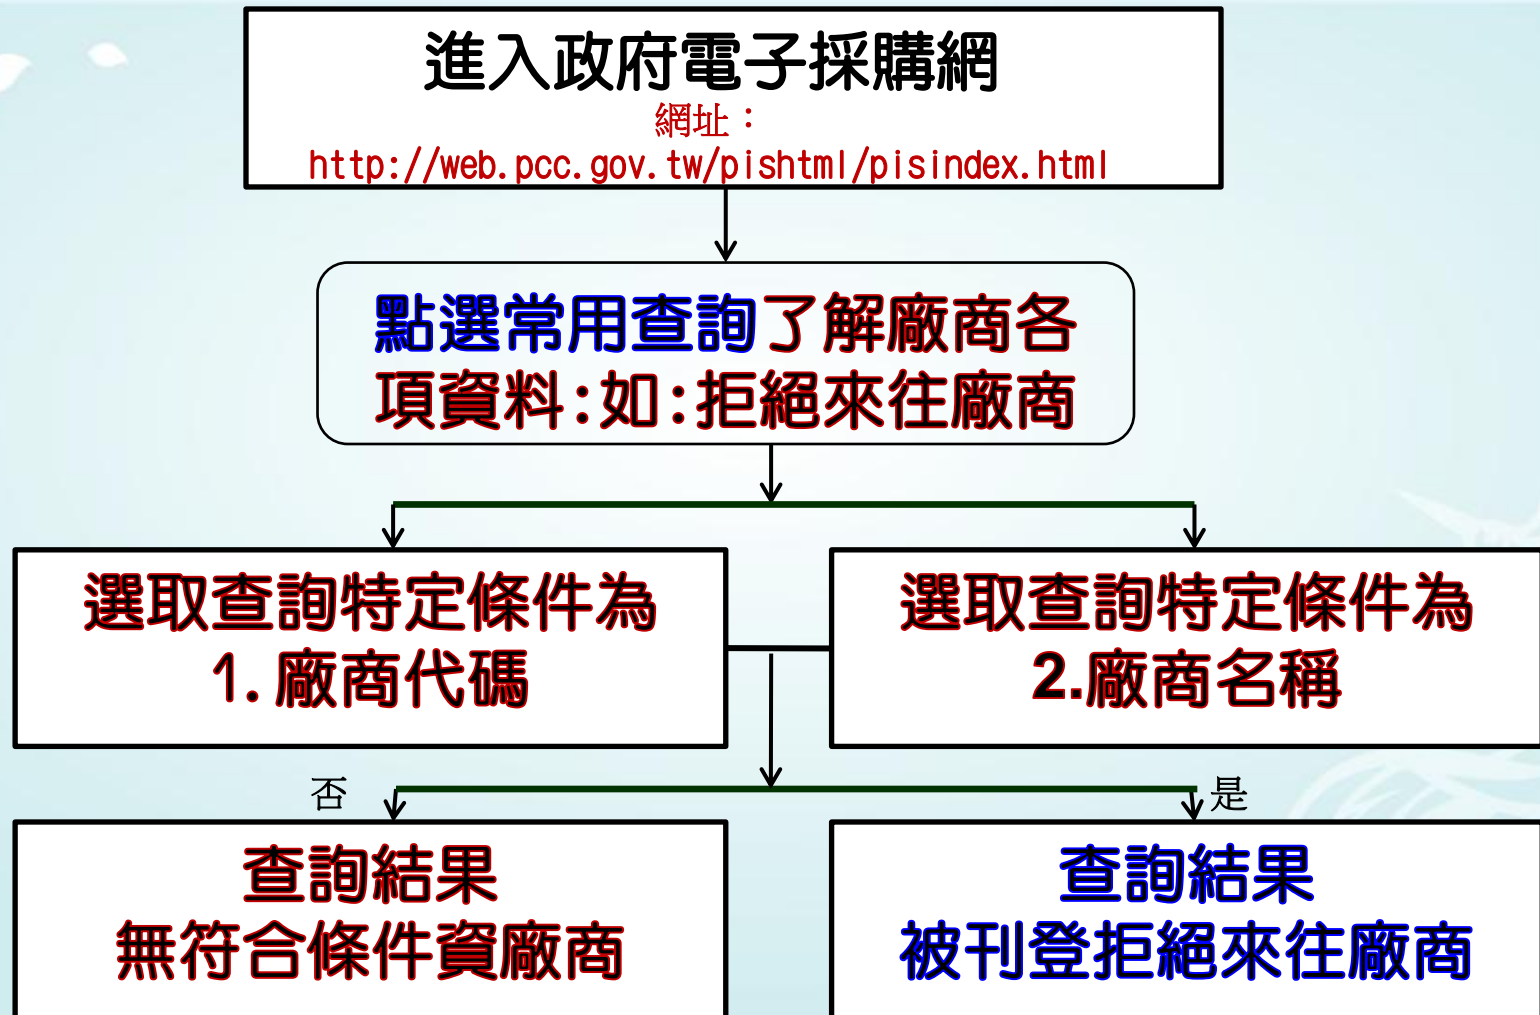 進入政府電子採購網
網址：
http://web.pcc.gov.tw/pishtml/pisindex.html
點選常用查詢了解廠商各
項資料:如:拒絕來往廠商
選取查詢特定條件為
1.廠商代碼
選取查詢特定條件為
2.廠商名稱
否
是
查詢結果
無符合條件資廠商
查詢結果
被刊登拒絕來往廠商